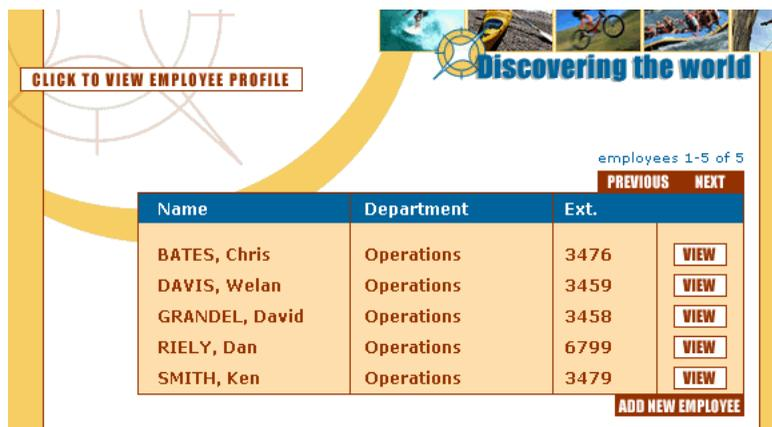 Discovering the world
CLICK TO VIEW EMPLOYEE PROFILE
employees 1-5 of 5
PREVIOUS NEXT
Name Department Ext.
BATES, Chris Operations 3476 VIEW
DAVIS, Welan Operations 3459 VIEW
GRANDEL, David Operations 3458 VIEW
RIELY, Dan Operations 6799 VIEW
SMITH, Ken Operations 3479 VIEW
ADD NEW EMPLOYEE